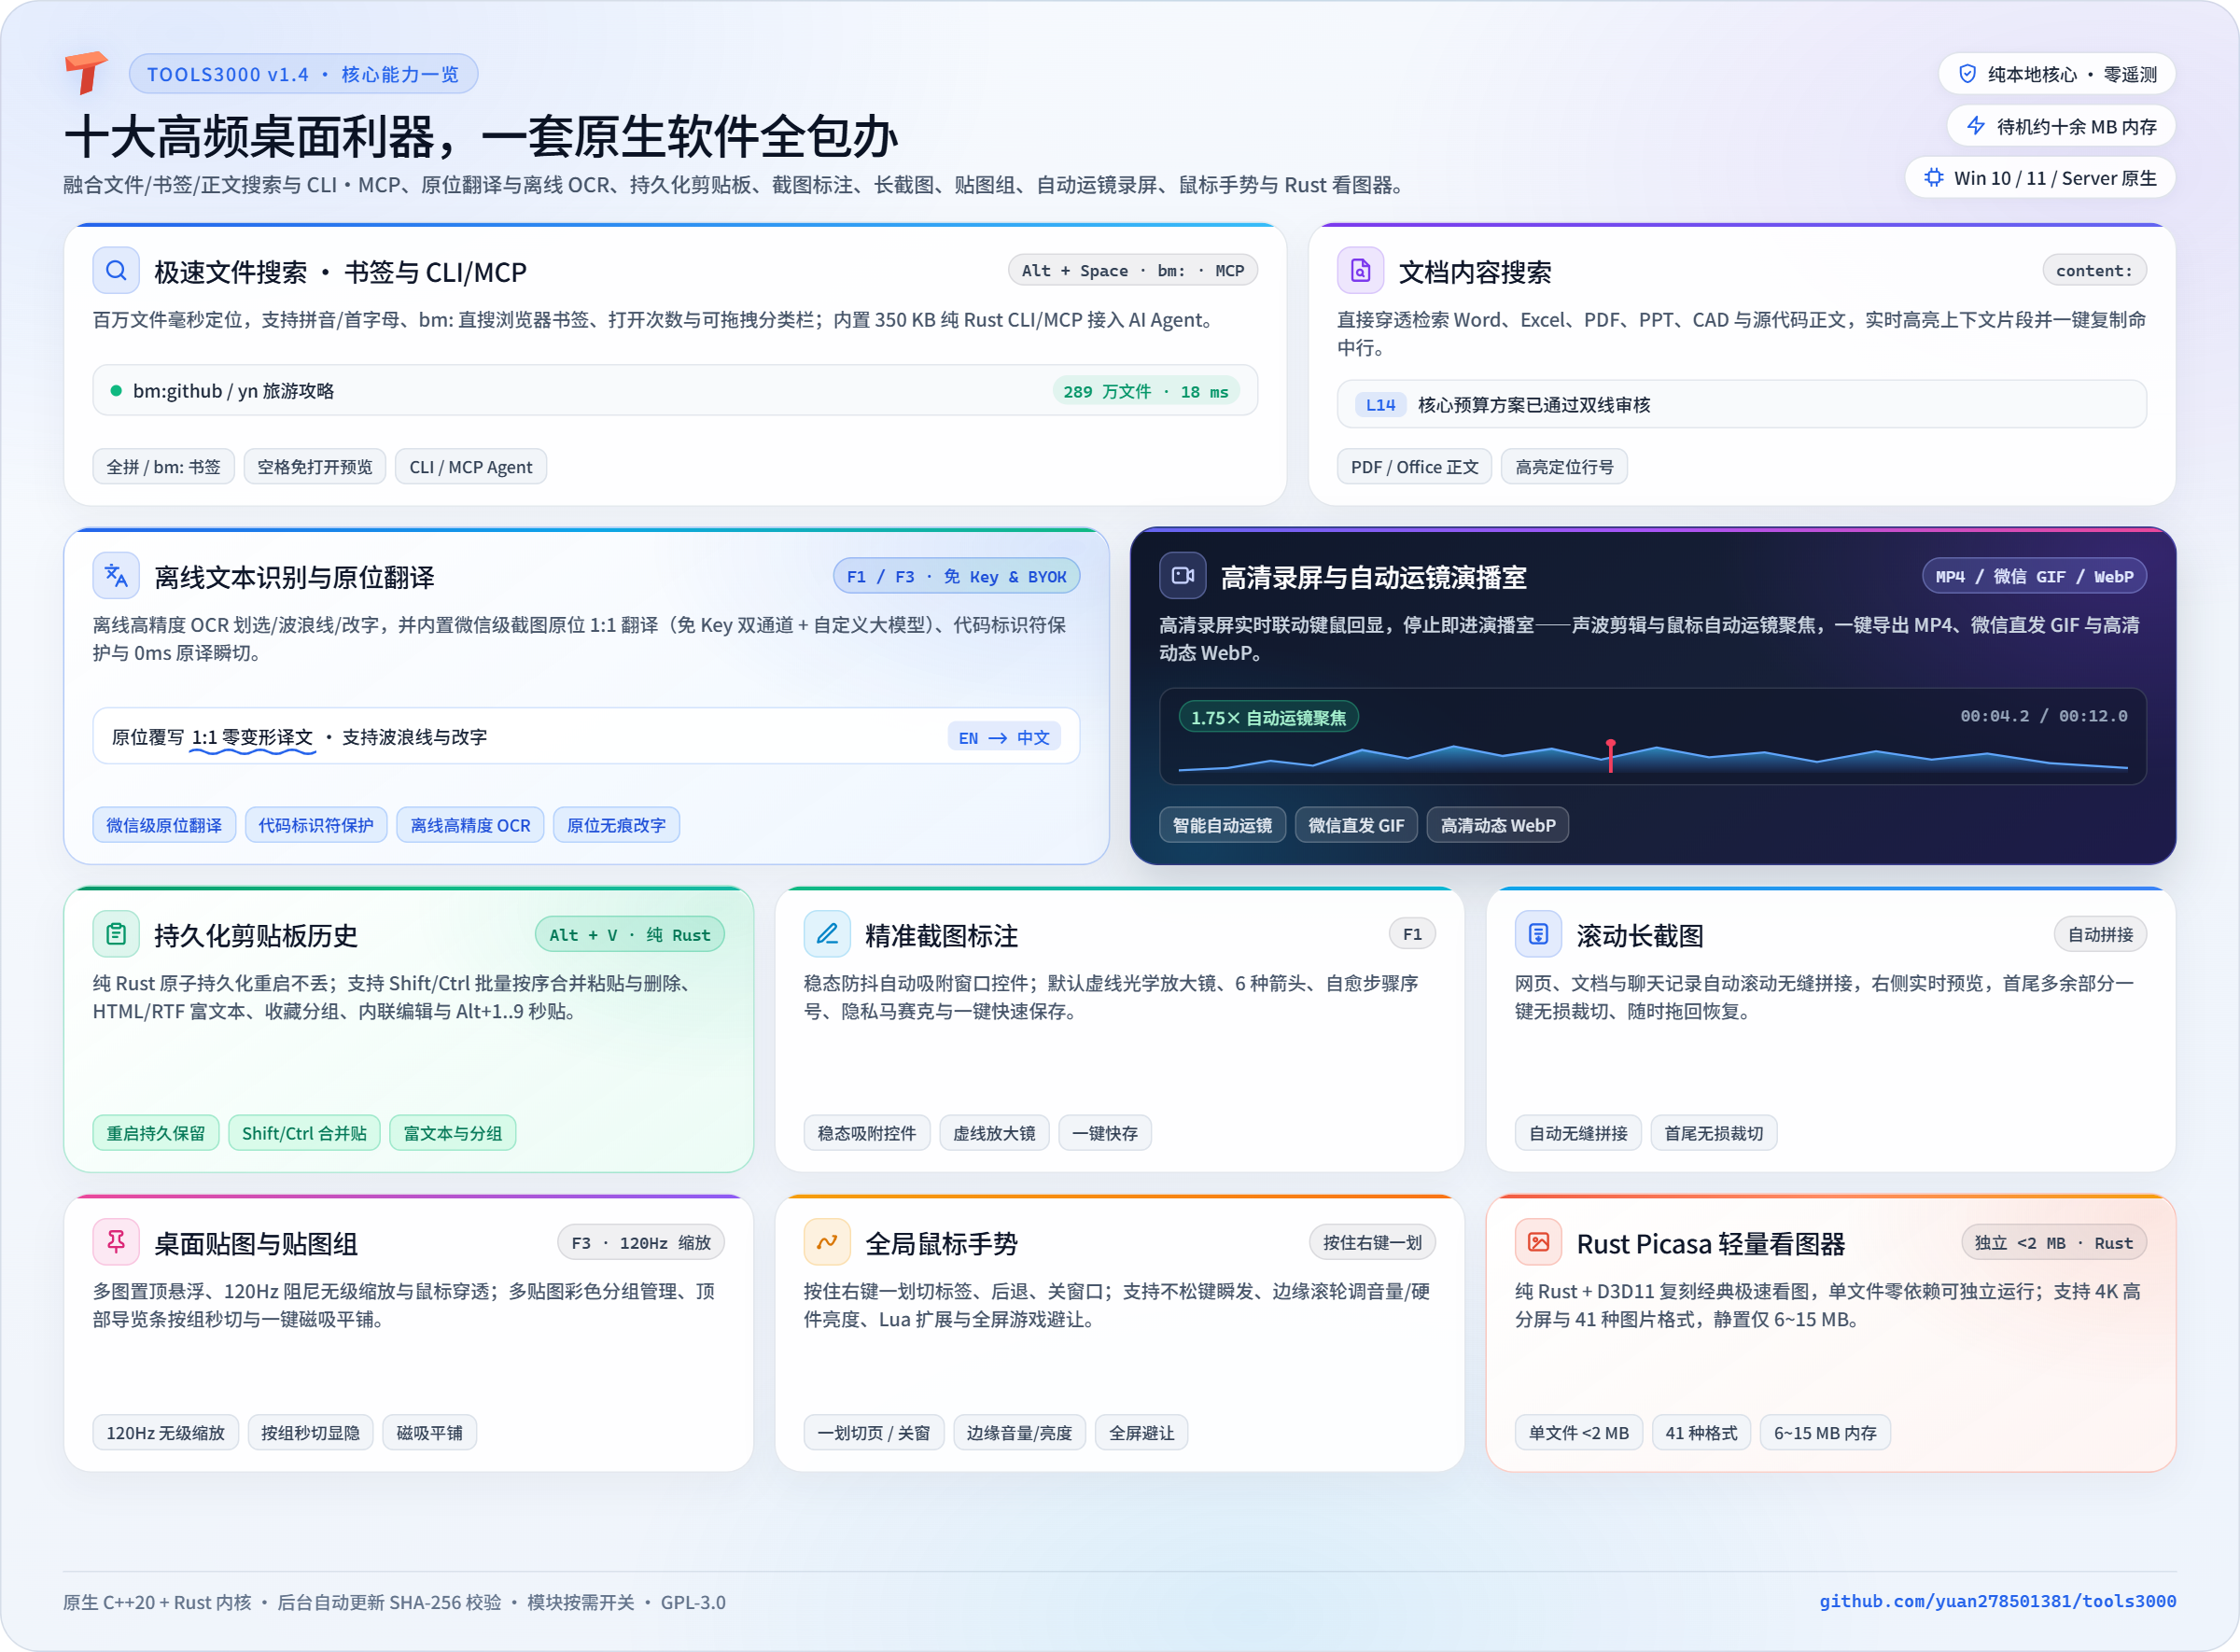 TOOLS3000 v1.4 • 核心能力一览
纯本地核心 • 零遥测
待机约十余 MB 内存
Win 10 / 11 / Server 原生
十大高频桌面利器，一套原生软件全包办
融合文件/书签/正文搜索与 CLI • MCP、原位翻译与离线 OCR、持久化剪贴板、截图标注、长截图、贴图组、自动运镜录屏、鼠标手势与 Rust 看图器。
极速文件搜索 • 书签与 CLI/MCP
Alt + Space · bm: · MCP
百万文件毫秒定位，支持拼音/首字母、bm: 直搜浏览器书签、打开次数与可拖拽分类栏；内置 350 KB 纯 Rust CLI/MCP 接入 AI Agent。
bm:github / yn 旅游攻略
289 万文件 · 18 ms
全拼 / bm: 书签
空格免打开预览
CLI / MCP Agent
文档内容搜索
content:
直接穿透检索 Word、Excel、PDF、PPT、CAD 与源代码正文，实时高亮上下文片段并一键复制命
中行。
L14 核心预算方案已通过双线审核
PDF / Office 正文
高亮定位行号
离线文本识别与原位翻译
F1 / F3 · 免 Key & BYOK
离线高精度 OCR 划选/波浪线/改字，并内置微信级截图原位 1:1 翻译（免 Key 双通道 + 自定义大模型）、代码标识符保
护与 0ms 原译瞬切。
原位覆写 1:1 零变形译文 • 支持波浪线与改字
EN → 中文
微信级原位翻译
代码标识符保护
离线高精度 OCR
原位无痕改字
高清录屏与自动运镜演播室
MP4 / 微信 GIF / WebP
高清录屏实时联动键鼠回显，停止即进演播室——声波剪辑与鼠标自动运镜聚焦，一键导出 MP4、微信直发 GIF 与高清
动态 WebP。
1.75× 自动运镜聚焦
00:04.2 / 00:12.0
智能自动运镜
微信直发 GIF
高清动态 WebP
持久化剪贴板历史
Alt + V · 纯 Rust
纯 Rust 原子持久化重启不丢；支持 Shift/Ctrl 批量按序合并粘贴与删除、
HTML/RTF 富文本、收藏分组、内联编辑与 Alt+1..9 秒贴。
重启持久保留
Shift/Ctrl 合并贴
富文本与分组
精准截图标注
F1
稳态防抖自动吸附窗口控件；默认虚线光学放大镜、6 种箭头、自愈步骤序
号、隐私马赛克与一键快速保存。
稳态吸附控件
虚线放大镜
一键快存
滚动长截图
自动拼接
网页、文档与聊天记录自动滚动无缝拼接，右侧实时预览，首尾多余部分一
键无损裁切、随时拖回恢复。
自动无缝拼接
首尾无损裁切
桌面贴图与贴图组
F3 · 120Hz 缩放
多图置顶悬浮、120Hz 阻尼无级缩放与鼠标穿透；多贴图彩色分组管理、顶
部导览条按组秒切与一键磁吸平铺。
120Hz 无级缩放
按组秒切显隐
磁吸平铺
全局鼠标手势
按住右键一划
按住右键一划切标签、后退、关窗口；支持不松键瞬发、边缘滚轮调音量/硬
件亮度、Lua 扩展与全屏游戏避让。
一划切页 / 关窗
边缘音量/亮度
全屏避让
Rust Picasa 轻量看图器
独立 <2 MB · Rust
纯 Rust + D3D11 复刻经典极速看图，单文件零依赖可独立运行；支持 4K 高
分屏与 41 种图片格式，静置仅 6~15 MB。
单文件 <2 MB
41 种格式
6~15 MB 内存
原生 C++20 + Rust 内核 • 后台自动更新 SHA-256 校验 • 模块按需开关 • GPL-3.0
github.com/yuan278501381/tools3000